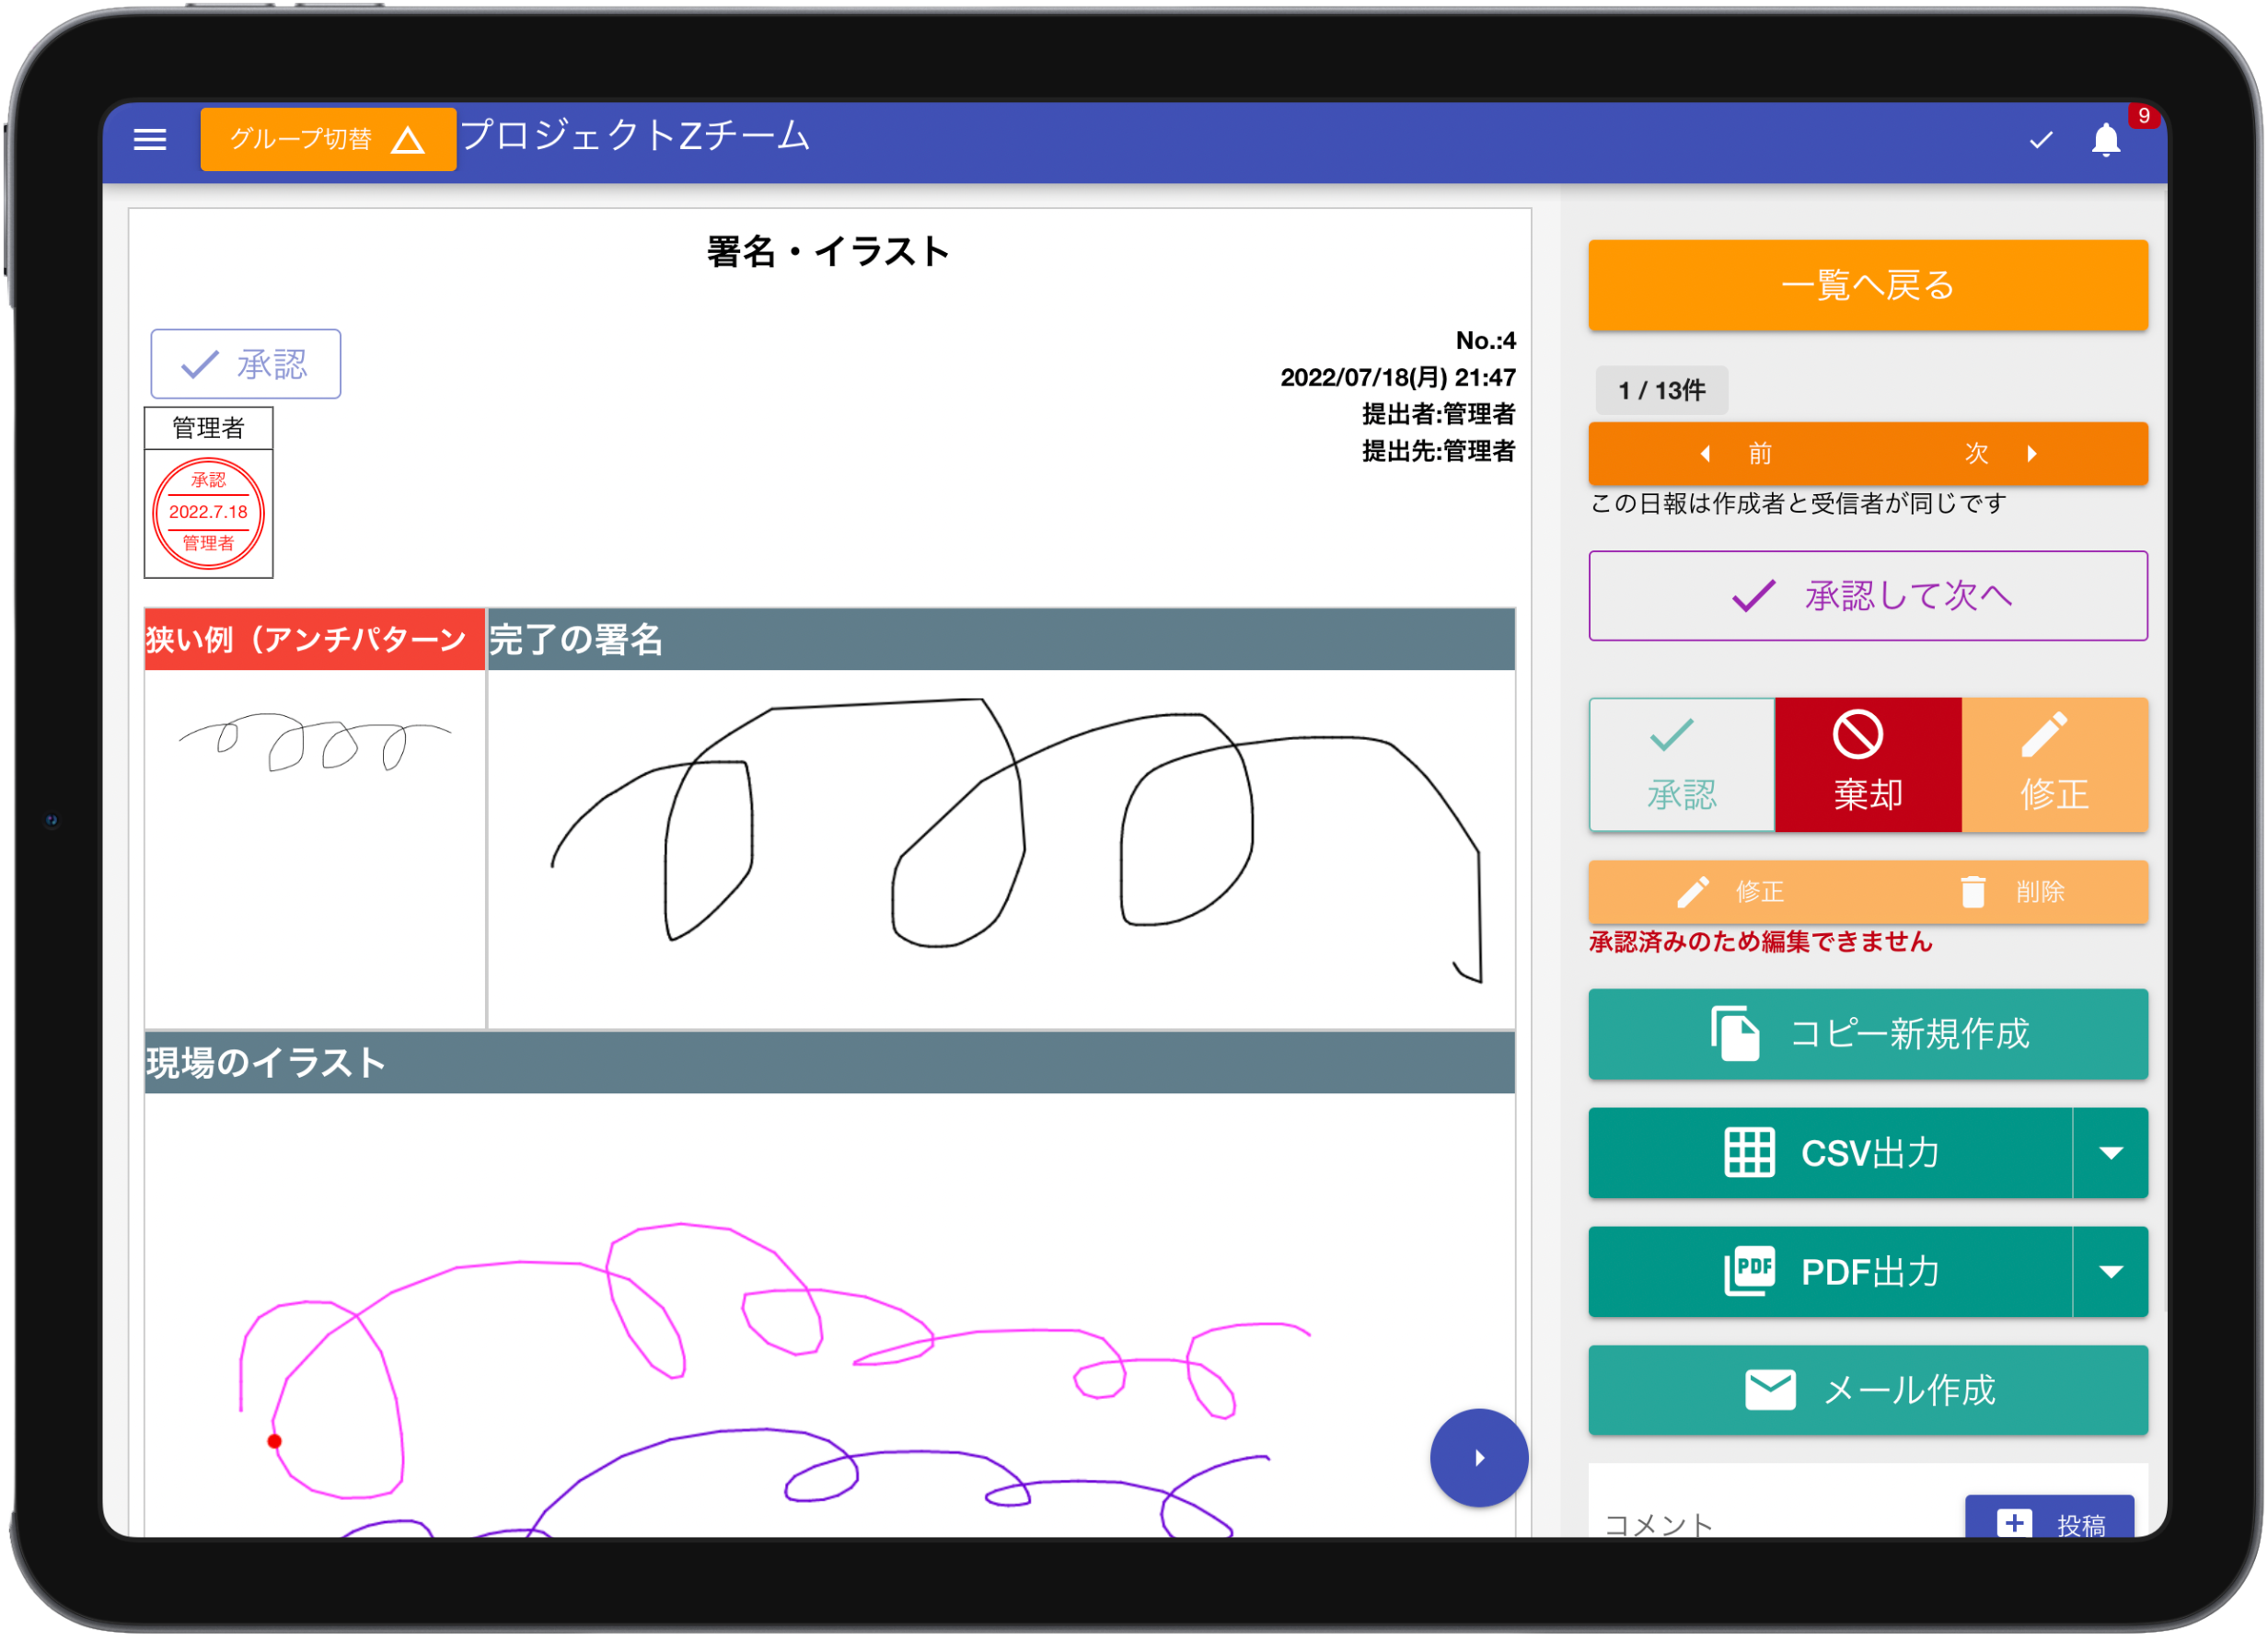 グループ切替 プロジェクトZチーム 9
署名・イラスト
承認
No.:4
2022/07/18(月) 21:47
提出者:管理者
提出先:管理者
管理者
承認
2022.7.18
管理者
狭い例（アンチパターン
完了の署名
現場のイラスト
一覧へ戻る
1 / 13件
前 次
この日報は作成者と受信者が同じです
承認して次へ
承認 棄却 修正
修正 削除
承認済みのため編集できません
コピー新規作成
CSV出力
PDF PDF出力
メール作成
コメント 投稿